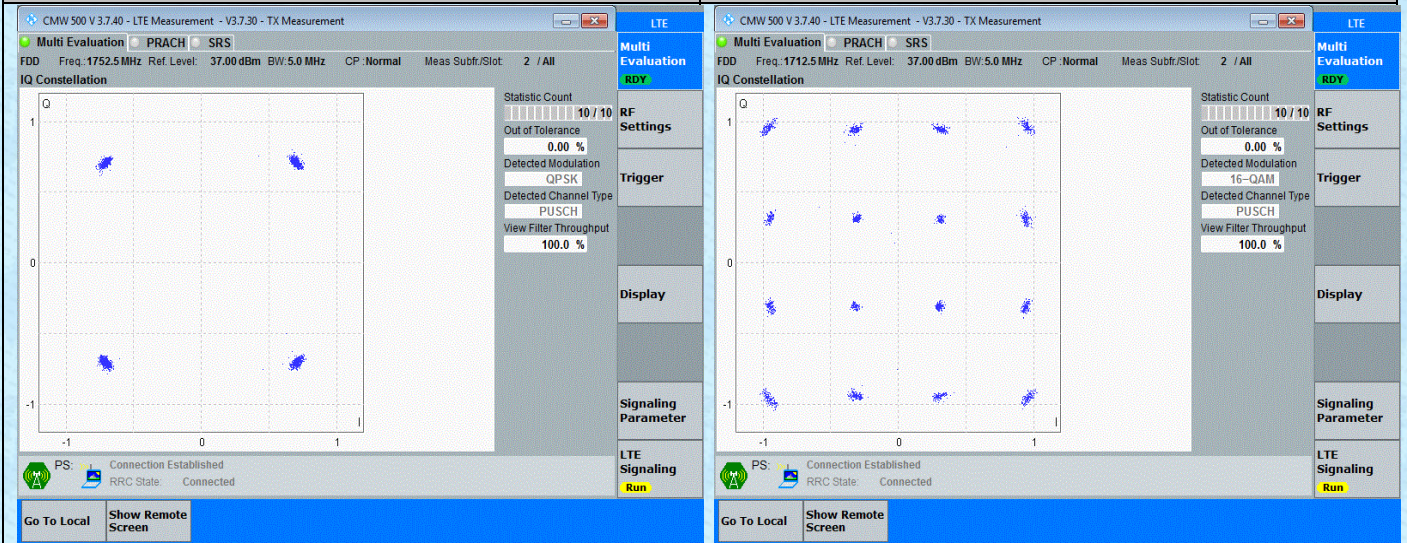 CMW 500 V 3.7.40 - LTE Measurement - V3.7.30 - TX Measurement
LTE
Multi Evaluation PRACH SRS
Multi
Evaluation
RDY
FDD Freq.:1752.5 MHz Ref. Level: 37.00 dBm BW:5.0 MHz CP :Normal Meas Subfr./Slot: 2 / All
IQ Constellation
Q
1
0
-1
-1 0 1
I
Statistic Count
10 / 10
Out of Tolerance
0.00 %
Detected Modulation
QPSK
Detected Channel Type
PUSCH
View Filter Throughput
100.0 %
RF
Settings
Trigger
Display
Signaling
Parameter
LTE
Signaling
Run
PS: Connection Established
RRC State: Connected
Go To Local
Show Remote
Screen
CMW 500 V 3.7.40 - LTE Measurement - V3.7.30 - TX Measurement
LTE
Multi Evaluation PRACH SRS
Multi
Evaluation
RDY
FDD Freq.:1712.5 MHz Ref. Level: 37.00 dBm BW:5.0 MHz CP :Normal Meas Subfr./Slot: 2 / All
IQ Constellation
Q
1
0
-1
-1 0 1
I
Statistic Count
10 / 10
Out of Tolerance
0.00 %
Detected Modulation
16-QAM
Detected Channel Type
PUSCH
View Filter Throughput
100.0 %
RF
Settings
Trigger
Display
Signaling
Parameter
LTE
Signaling
Run
PS: Connection Established
RRC State: Connected
Go To Local
Show Remote
Screen